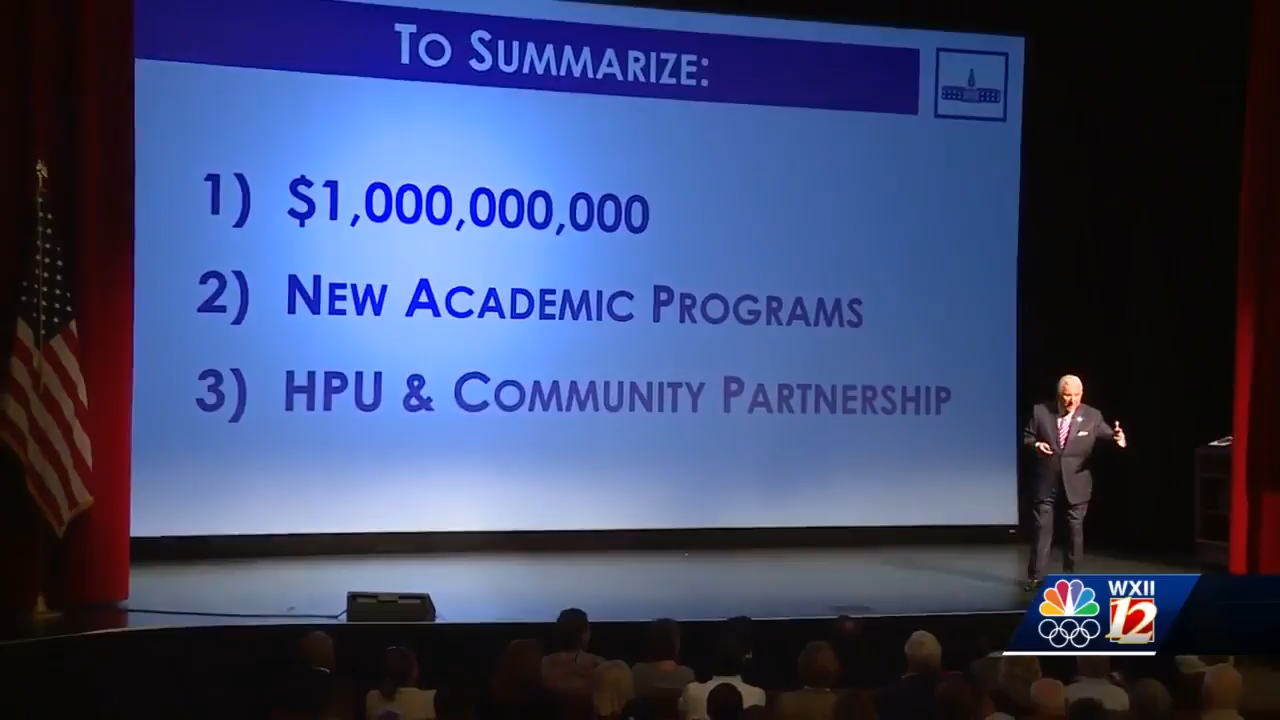 TO SUMMARIZE:
1) $1,000,000,000
2) NEW ACADEMIC PROGRAMS
3) HPU & COMMUNITY PARTNERSHIP
WXII
12